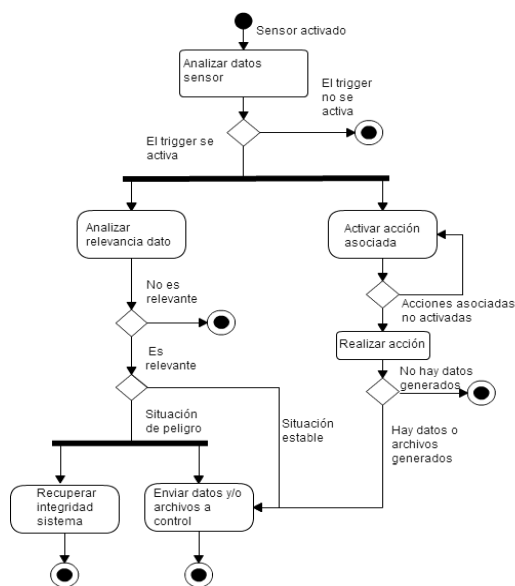 Sensor activado
Analizar datos
sensor
El trigger
no se
activa
El trigger se
activa
Analizar
relevancia dato
Activar acción
asociada
No es
relevante
Acciones asociadas
no activadas
Realizar acción
Es
relevante
No hay datos
generados
Situación
de peligro
Situación
estable
Hay datos o
archivos
generados
Recuperar
integridad
sistema
Enviar datos y/o
archivos a
control